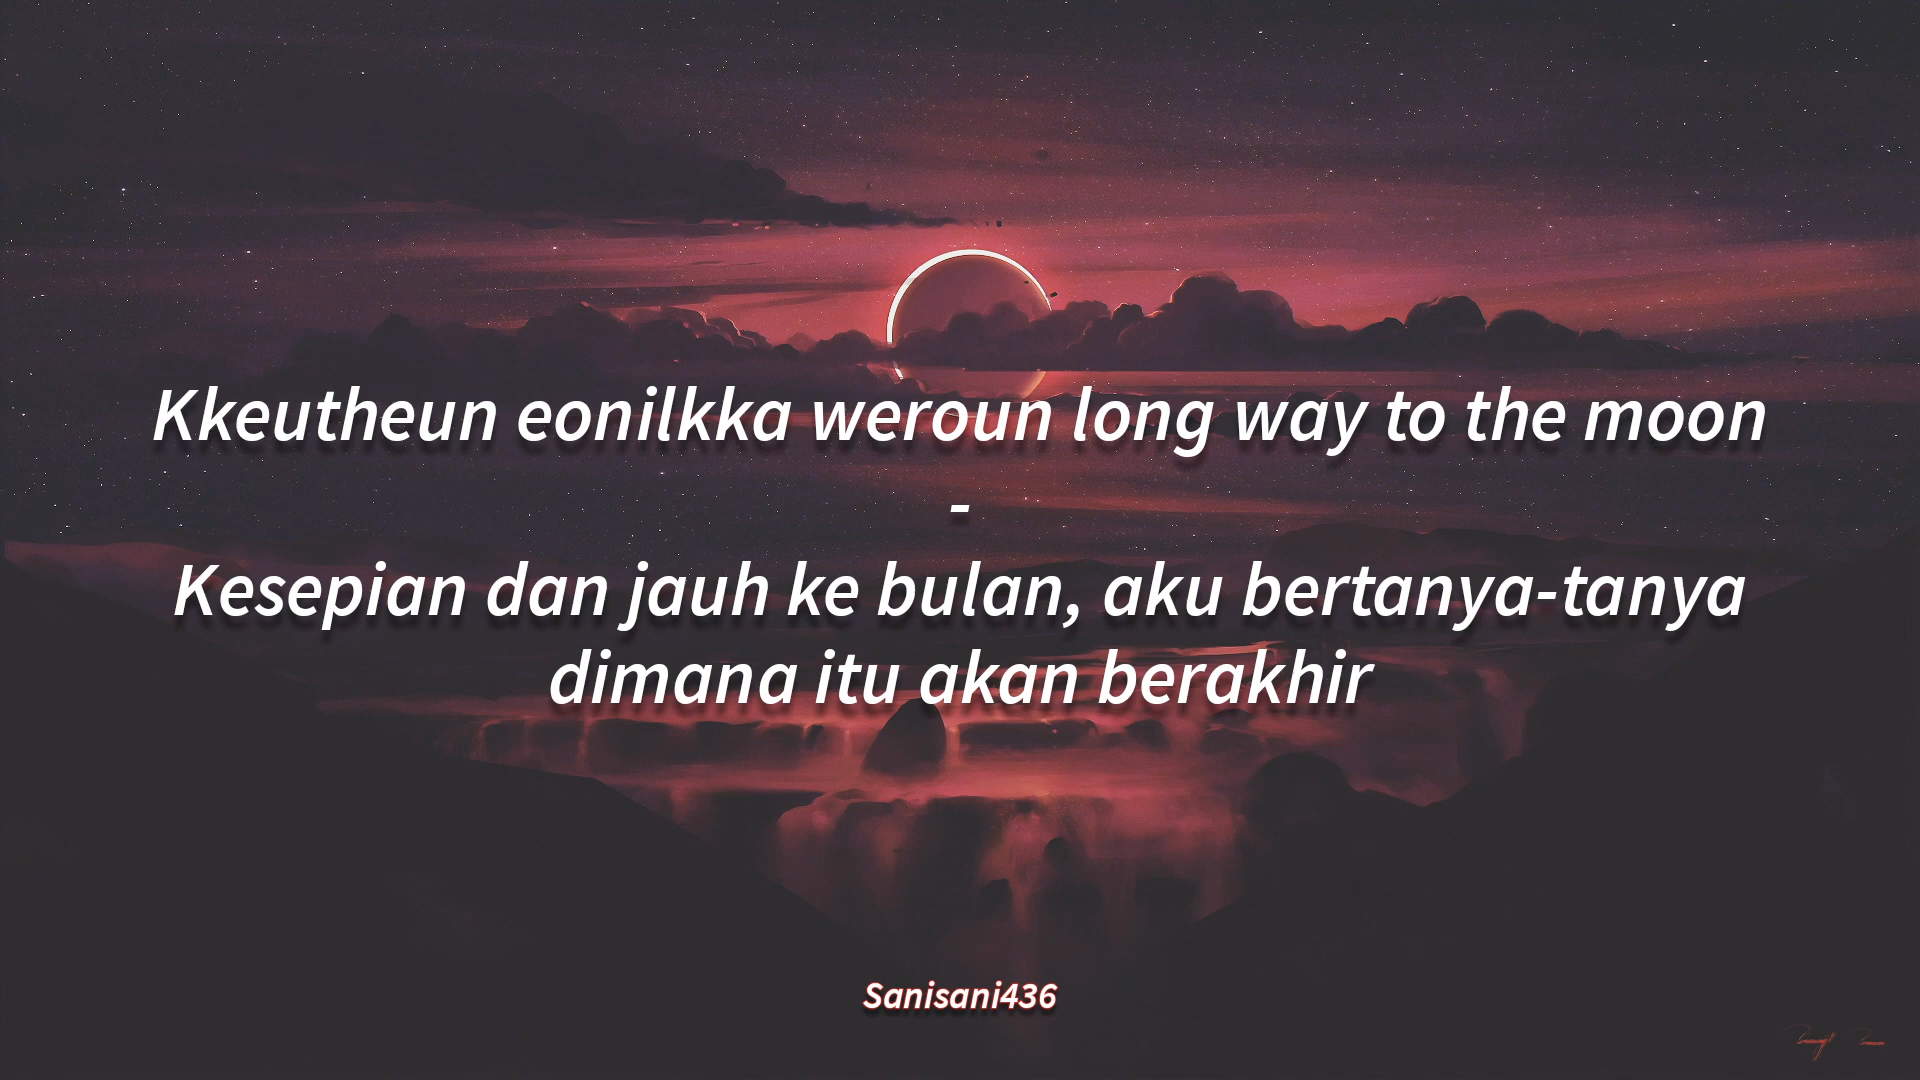 Kkeutheun eonilkka weroun long way to the moon
-
Kesepian dan jauh ke bulan, aku bertanya-tanya
dimana itu akan berakhir
Sanisani436